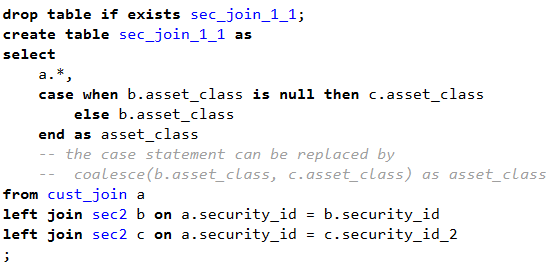 drop table if exists sec_join_1_1;
create table sec_join_1_1 as
select
    a.*,
    case when b.asset_class is null then c.asset_class
        else b.asset_class
    end as asset_class
    -- the case statement can be replaced by
    --  coalesce(b.asset_class, c.asset_class) as asset_class
from cust_join a
left join sec2 b on a.security_id = b.security_id
left join sec2 c on a.security_id = c.security_id_2
;